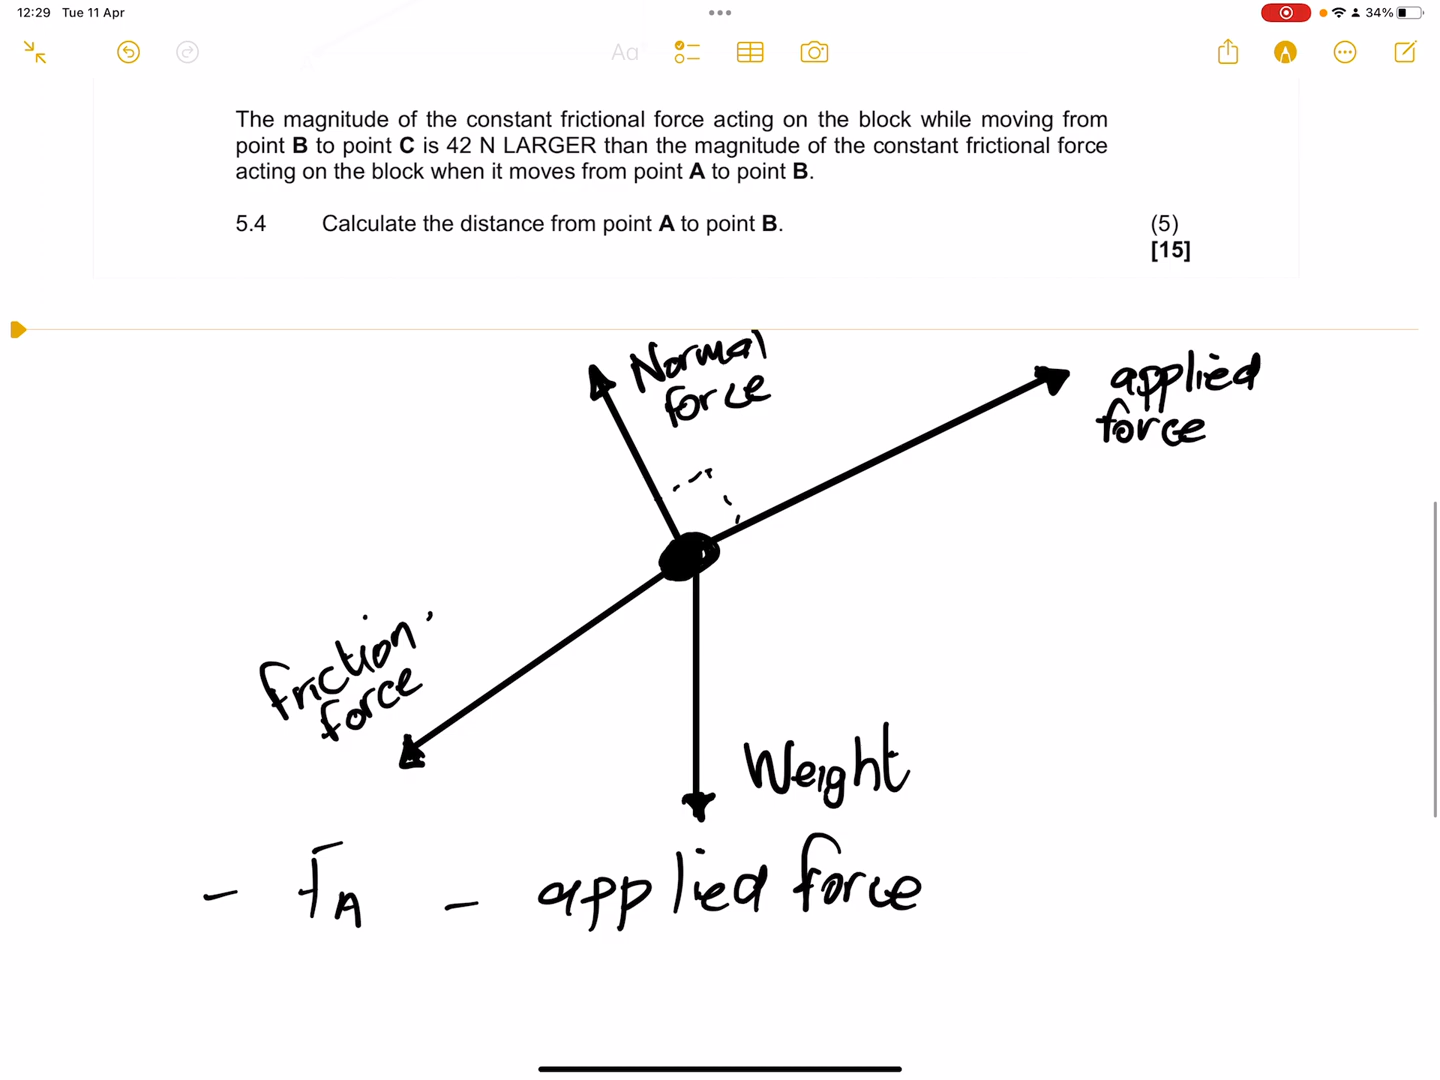 12:29 Tue 11 Apr
34%
Aa
The magnitude of the constant frictional force acting on the block while moving from
point B to point C is 42 N LARGER than the magnitude of the constant frictional force
acting on the block when it moves from point A to point B.
5.4 Calculate the distance from point A to point B. (5)
[15]
Normal
force
applied
force
friction
force
Weight
- FA - applied force